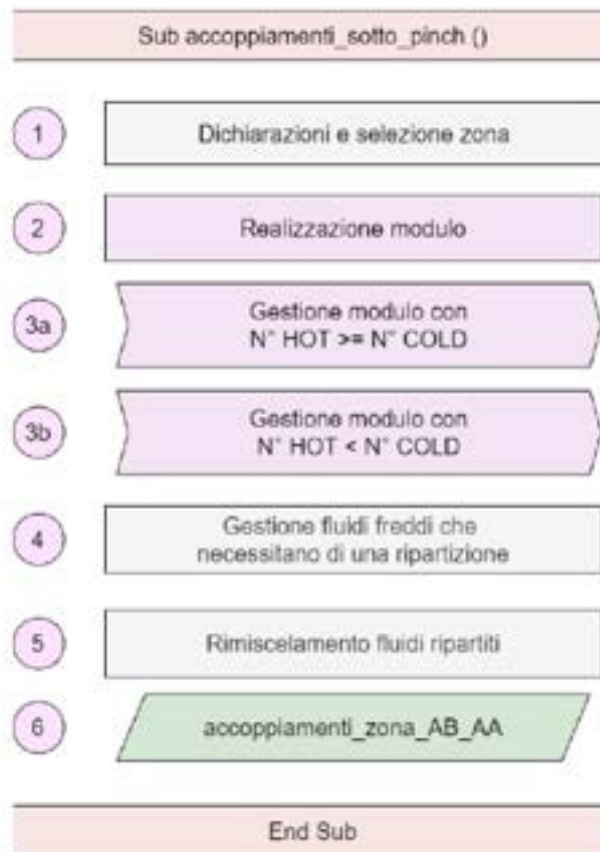 Sub accoppiamenti_sotto_pinch ()
1
Dichiarazioni e selezione zona
2
Realizzazione modulo
3a
Gestione modulo con
N° HOT >= N° COLD
3b
Gestione modulo con
N° HOT < N° COLD
4
Gestione fluidi freddi che
necessitano di una ripartizione
5
Rimiscelamento fluidi ripartiti
6
accoppiamenti_zona_AB_AA
End Sub